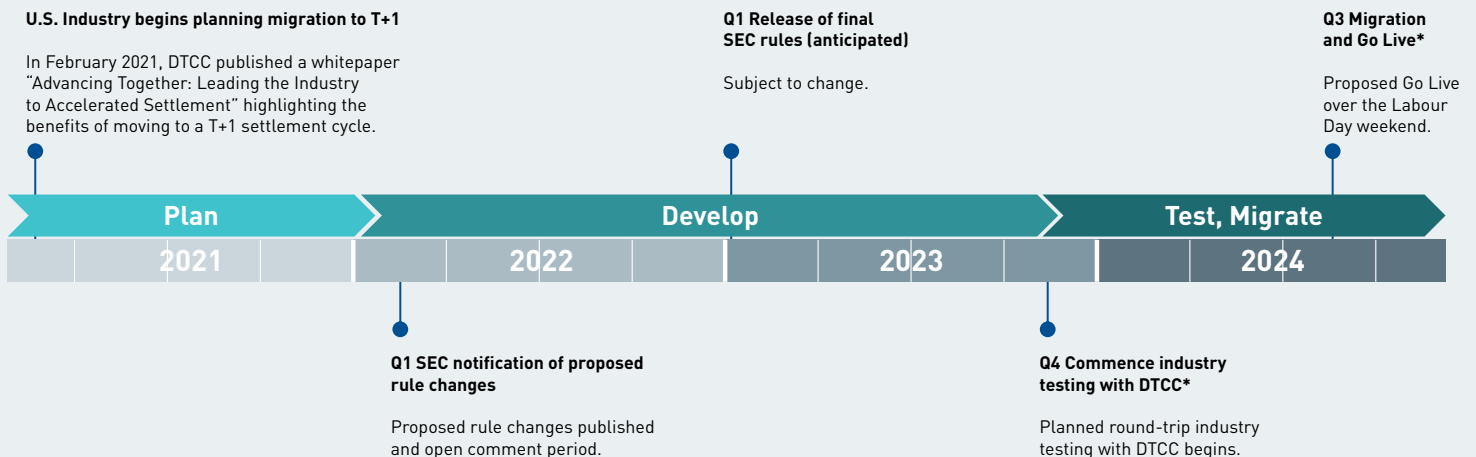 U.S. Industry begins planning migration to T+1
In February 2021, DTCC published a whitepaper
“Advancing Together: Leading the Industry
to Accelerated Settlement” highlighting the
benefits of moving to a T+1 settlement cycle.
Q1 Release of final
SEC rules (anticipated)
Subject to change.
Q3 Migration
and Go Live*
Proposed Go Live
over the Labour
Day weekend.
Plan
Develop
Test, Migrate
2021
2022
2023
2024
Q1 SEC notification of proposed
rule changes
Proposed rule changes published
and open comment period.
Q4 Commence industry
testing with DTCC*
Planned round-trip industry
testing with DTCC begins.